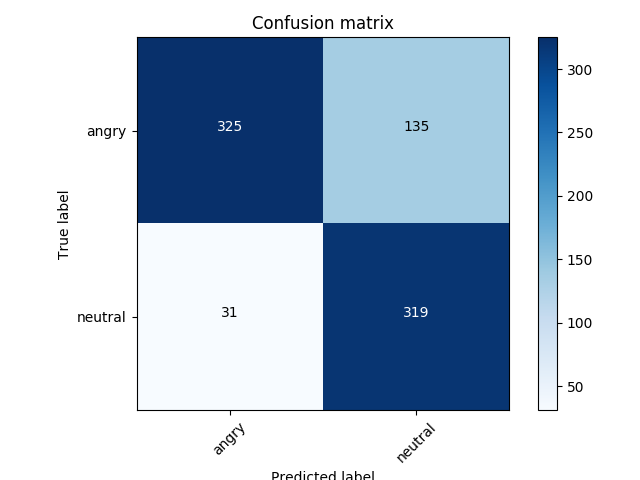 Confusion matrix
True label
angry
325
135
neutral
31
319
angry
neutral
Predicted label
300
250
200
150
100
50